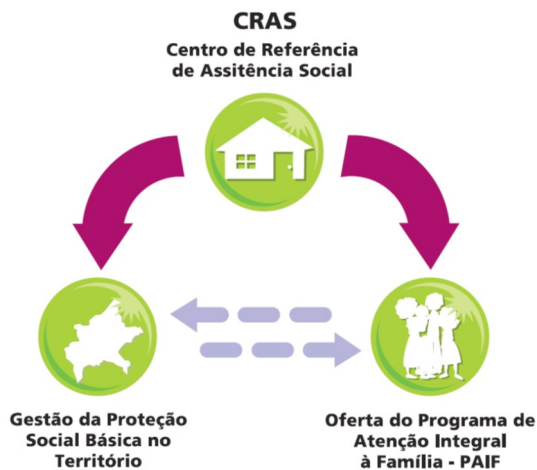 CRAS
Centro de Referência
de Assitência Social
Gestão da Proteção
Social Básica no
Território
Oferta do Programa de
Atenção Integral
à Família - PAIF